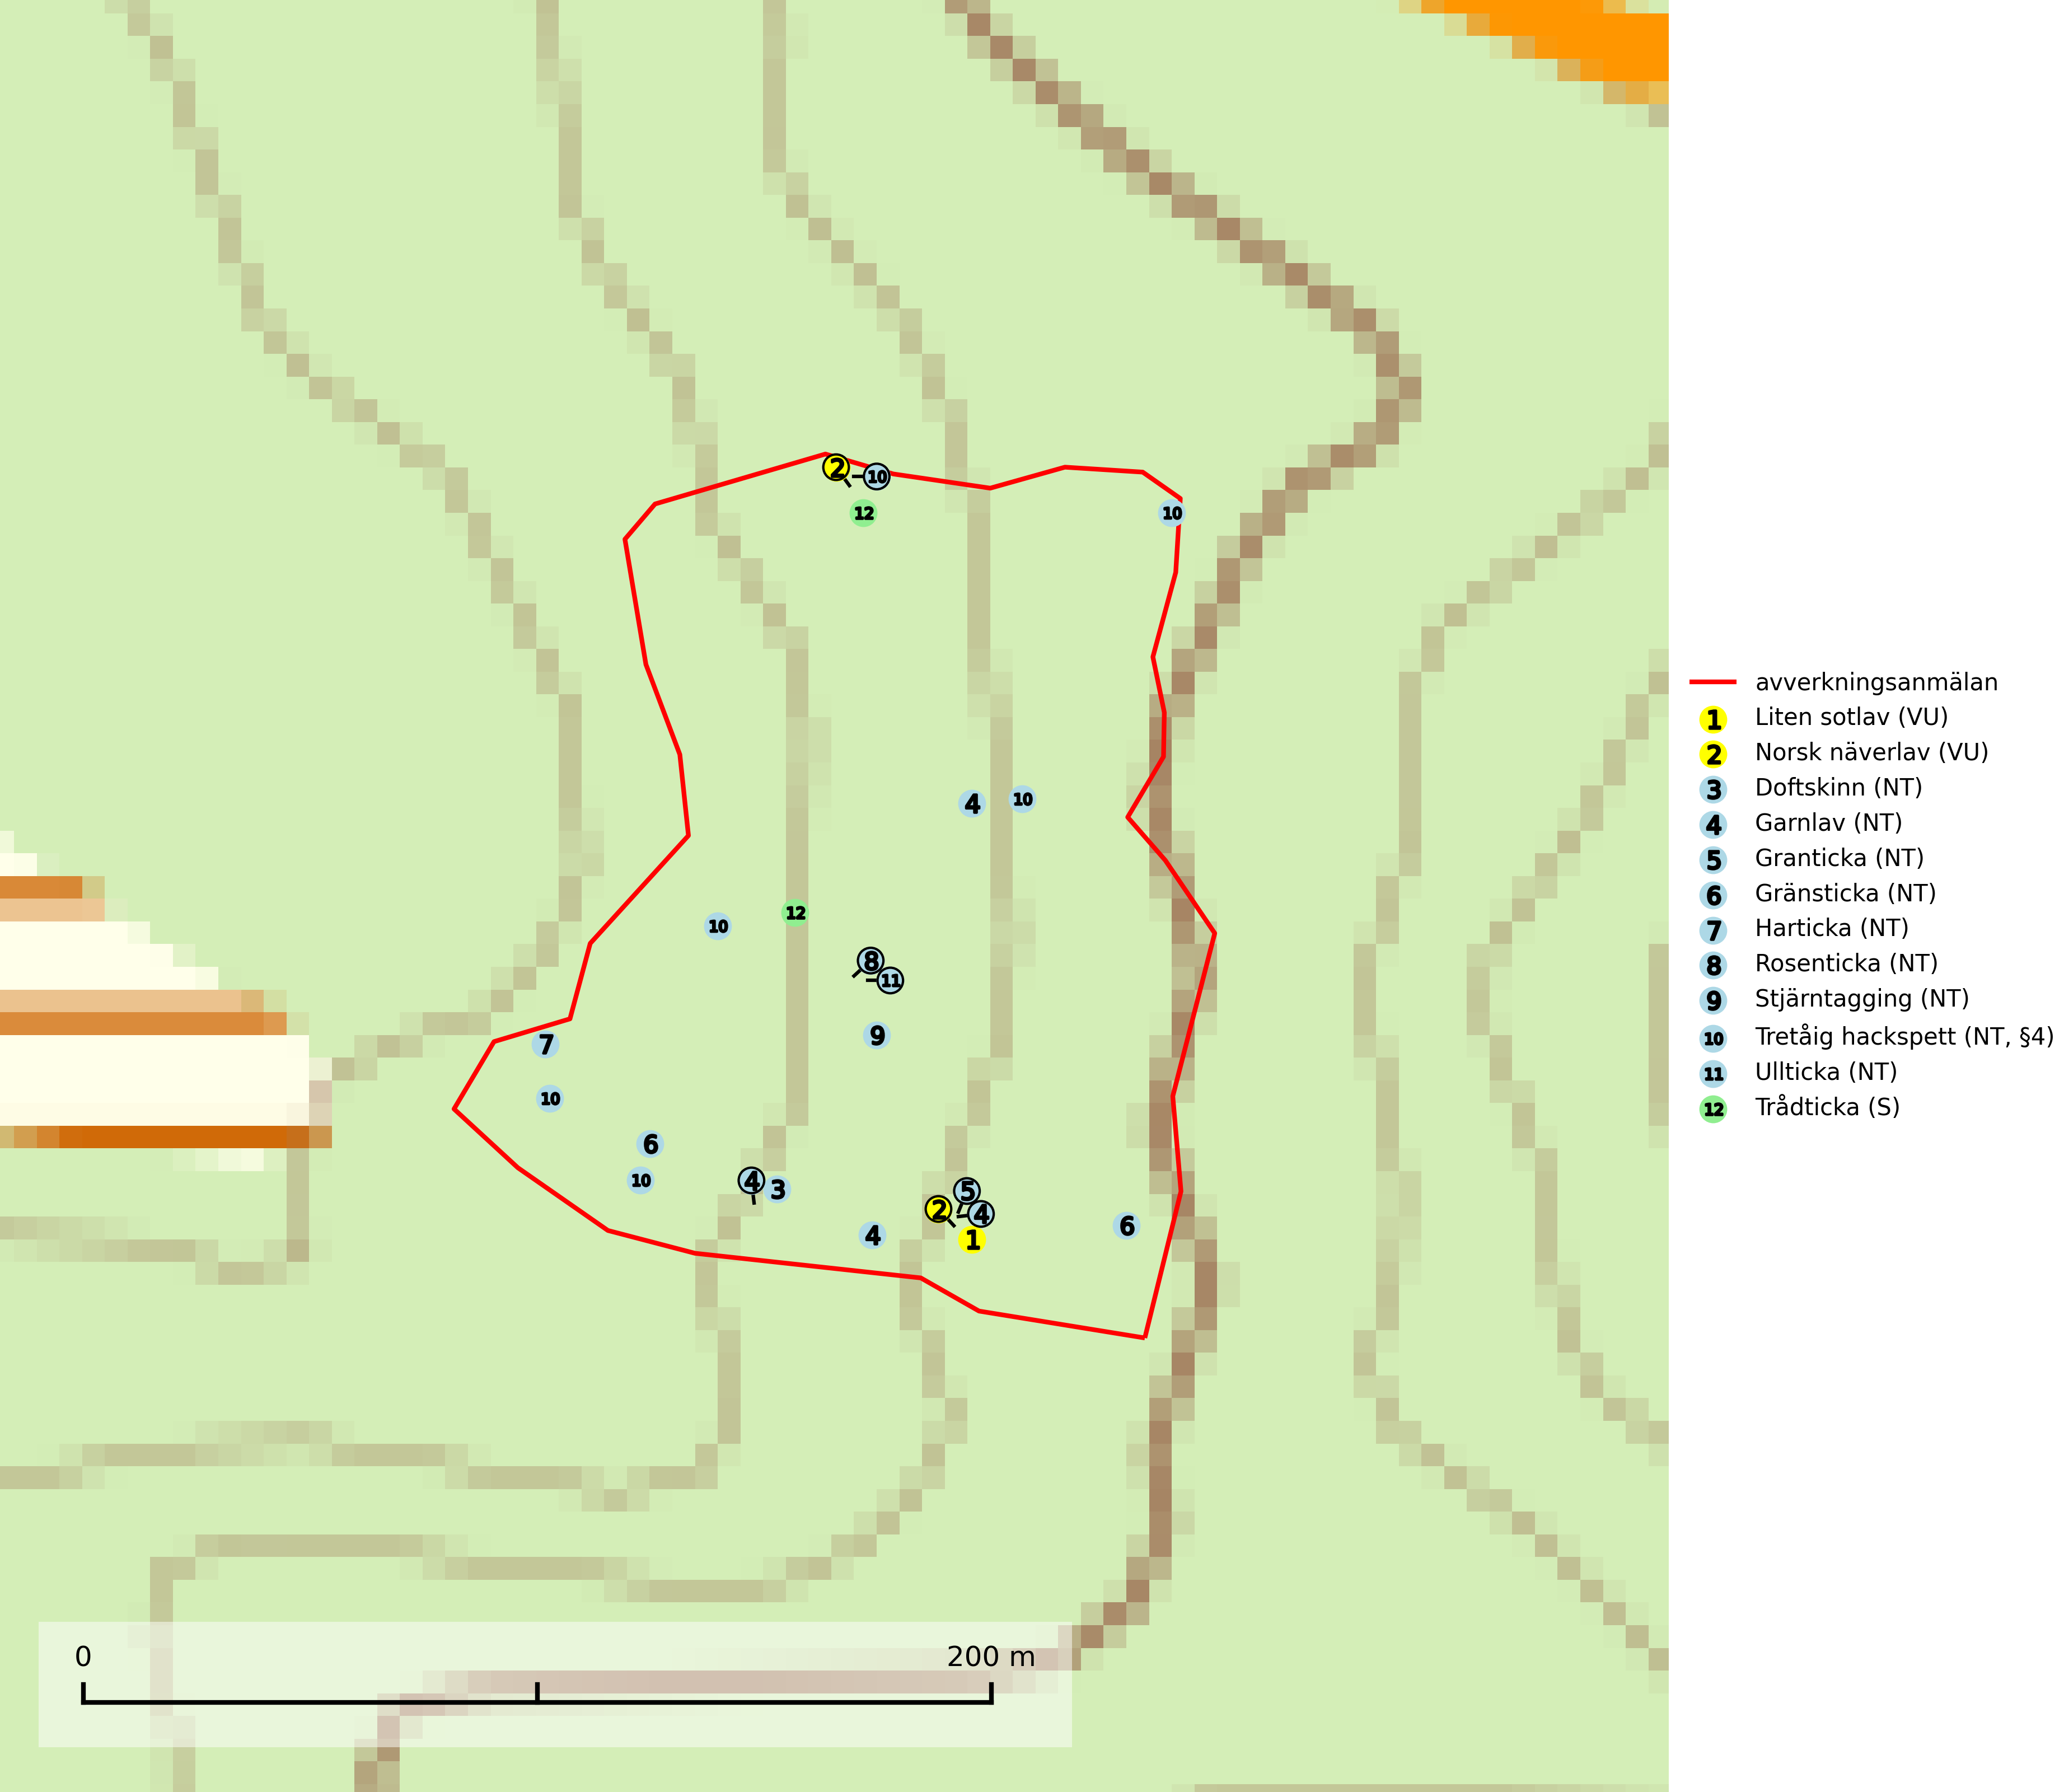 2
10
12
10
4
10
10
12
8
11
9
7
10
6
10
4
3
5
2
4
4
1
6
avverkningsanmälan
1 Liten sotlav (VU)
2 Norsk näverlav (VU)
3 Doftskinn (NT)
4 Garnlav (NT)
5 Granticka (NT)
6 Gränsticka (NT)
7 Harticka (NT)
8 Rosenticka (NT)
9 Stjärntagging (NT)
10 Tretåig hackspett (NT, §4)
11 Ullticka (NT)
12 Trådticka (S)
0 200 m